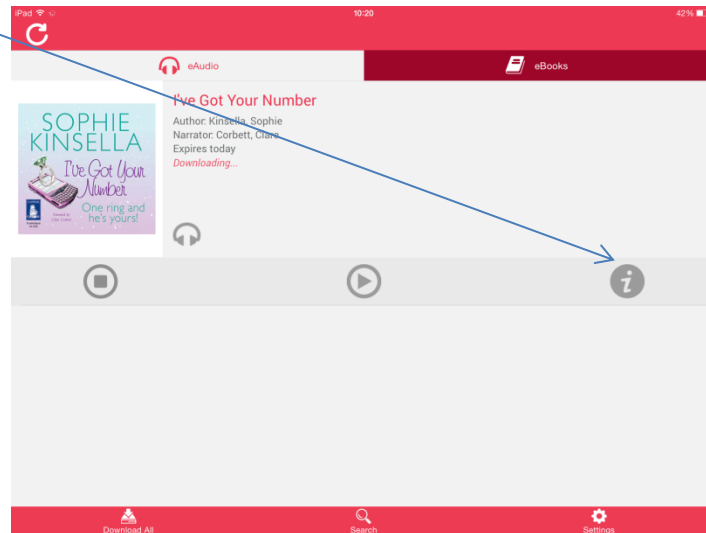 iPad 10:20 42%
eAudio eBooks
SOPHIE
KINSELLA
I've Got Your
Number
One ring and
he's yours!
I've Got Your Number
Author: Kinsella, Sophie
Narrator: Corbett, Clare
Expires today
Downloading...
i
Download All Search Settings